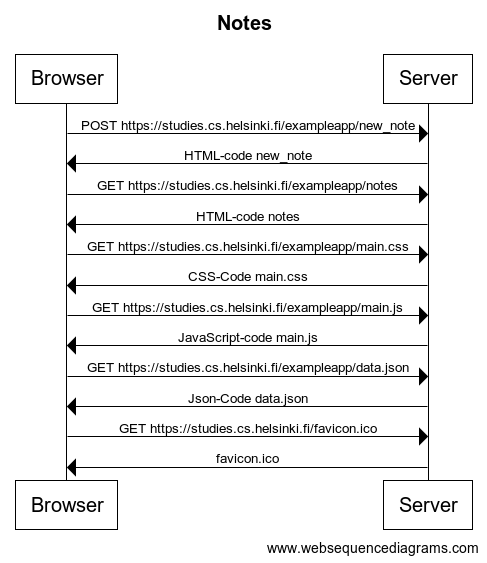 Notes
Browser
Server
POST https://studies.cs.helsinki.fi/exampleapp/new_note
HTML-code new_note
GET https://studies.cs.helsinki.fi/exampleapp/notes
HTML-code notes
GET https://studies.cs.helsinki.fi/exampleapp/main.css
CSS-Code main.css
GET https://studies.cs.helsinki.fi/exampleapp/main.js
JavaScript-code main.js
GET https://studies.cs.helsinki.fi/exampleapp/data.json
Json-Code data.json
GET https://studies.cs.helsinki.fi/favicon.ico
favicon.ico
Browser
Server
www.websequencediagrams.com